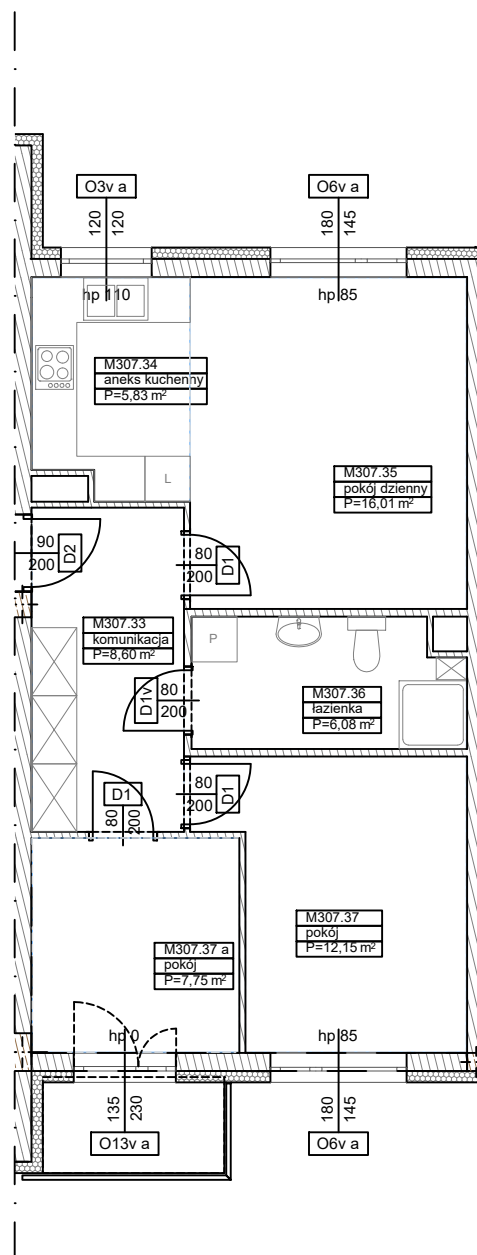 O3v a
O6v a
120
120
180
145
hp 110
hp 85
M307.34
aneks kuchenny
P=5,83 m²
L
M307.35
pokój dzienny
P=16,01 m²
90
200
D2
80
200
D1
M307.33
komunikacja
P=8,60 m²
P
D1v
80
200
M307.36
łazienka
P=6,08 m²
D1
80
200
80
200
D1
M307.37 a
pokój
P=7,75 m²
M307.37
pokój
P=12,15 m²
hp 0
hp 85
135
230
180
145
O13v a
O6v a